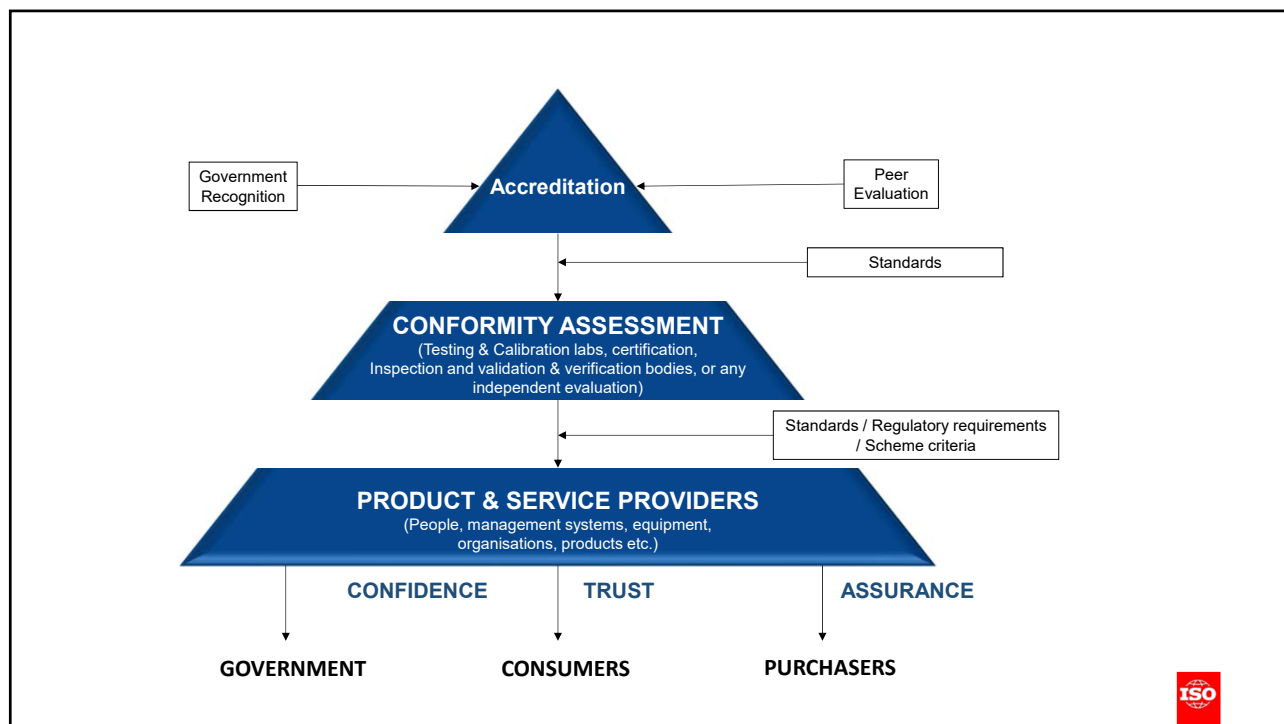 Accreditation
Government
Recognition
Peer
Evaluation
Standards
CONFORMITY ASSESSMENT
(Testing & Calibration labs, certification,
Inspection and validation & verification bodies, or any
independent evaluation)
Standards / Regulatory requirements
/ Scheme criteria
PRODUCT & SERVICE PROVIDERS
(People, management systems, equipment,
organisations, products etc.)
CONFIDENCE
TRUST
ASSURANCE
GOVERNMENT
CONSUMERS
PURCHASERS
ISO